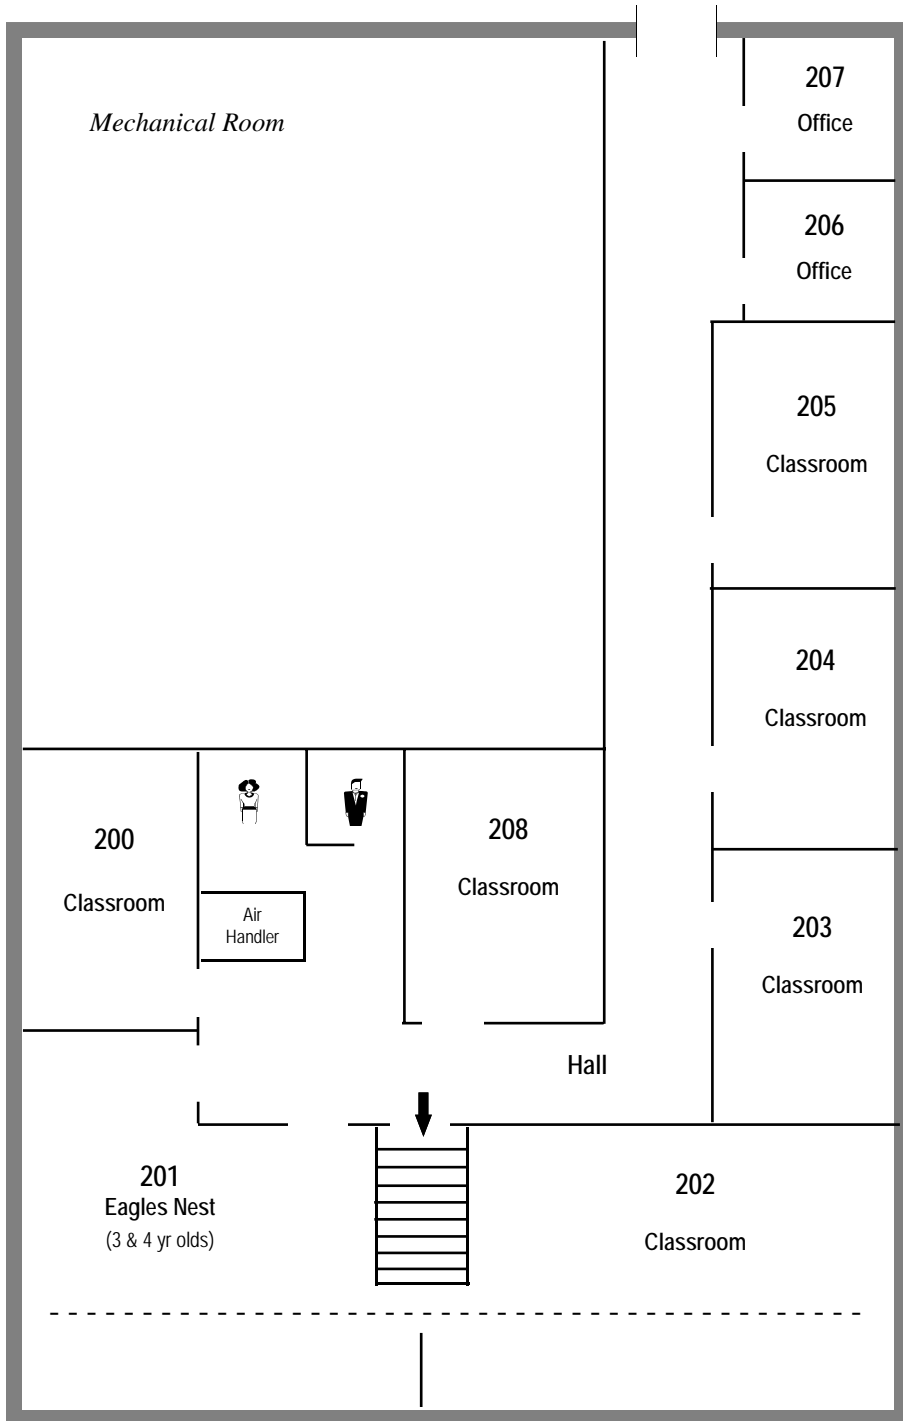 Mechanical Room
207
Office
206
Office
205
Classroom
204
Classroom
200
Classroom
Air
Handler
208
Classroom
203
Classroom
Hall
201
Eagles Nest
(3 & 4 yr olds)
202
Classroom